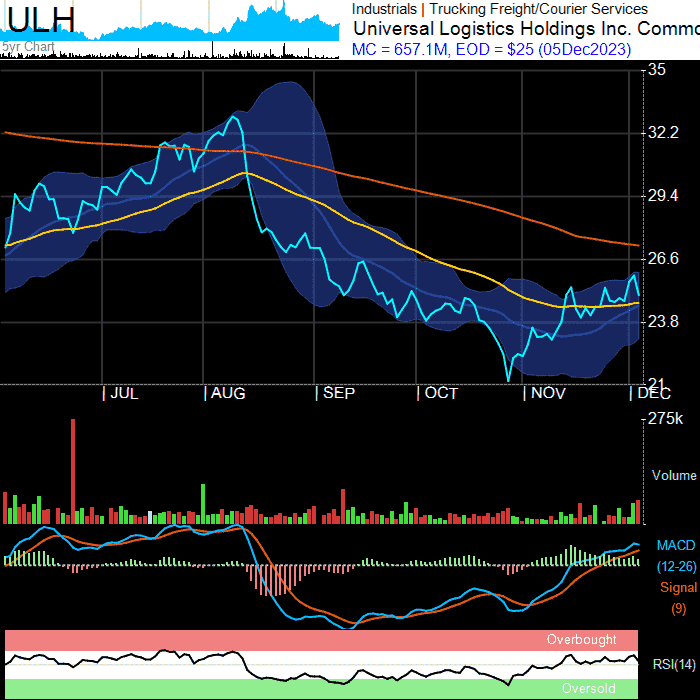 ULH
5yr Chart
Industrials | Trucking Freight/Courier Services
Universal Logistics Holdings Inc. Commo
MC = 657.1M, EOD = $25 (05Dec2023)
35
32.2
29.4
26.6
23.8
21
JUL
AUG
SEP
OCT
NOV
DEC
275k
Volume
MACD
(12-26)
Signal
(9)
Overbought
RSI(14)
Oversold